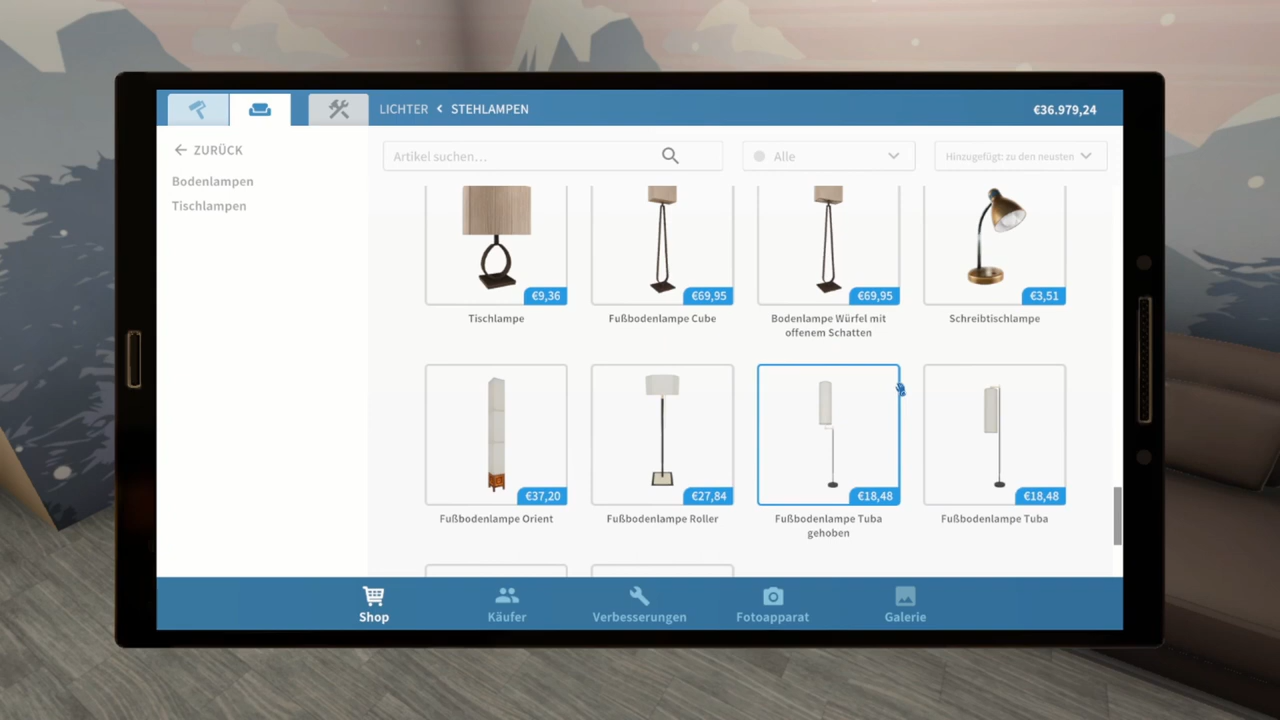 LICHTER < STEHLAMPEN
€36.979,24
ZURÜCK
Bodenlampen
Tischlampen
Artikel suchen...
Alle
Hinzugefügt: zu den neusten
€9,36
€69,95
€69,95
€3,51
Tischlampe
Fußbodenlampe Cube
Bodenlampe Würfel mit
offenem Schatten
Schreibtischlampe
€37,20
€27,84
€18,48
€18,48
Fußbodenlampe Orient
Fußbodenlampe Roller
Fußbodenlampe Tuba
gehoben
Fußbodenlampe Tuba
Shop
Käufer
Verbesserungen
Fotoapparat
Galerie